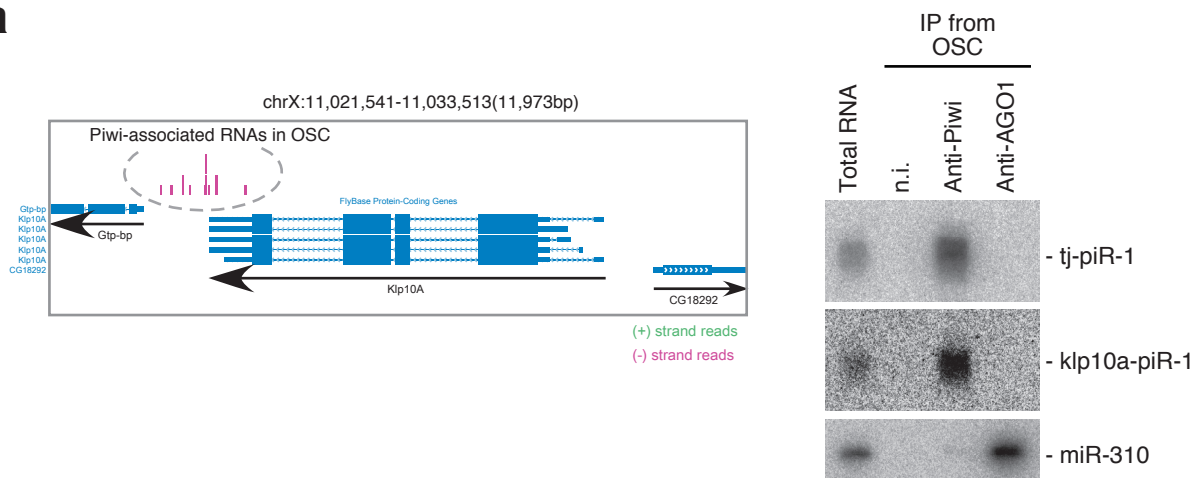 chrX:11,021,541-11,033,513(11,973bp)
Piwi-associated RNAs in OSC
FlyBase Protein-Coding Genes
Gtp-bp
Klp10A
Klp10A
Klp10A
Klp10A
Klp10A
CG18292
Gtp-bp
Klp10A
CG18292
(+) strand reads
(-) strand reads
IP from
OSC
Total RNA
n.i.
Anti-Piwi
Anti-AGO1
- tj-piR-1
- klp10a-piR-1
- miR-310